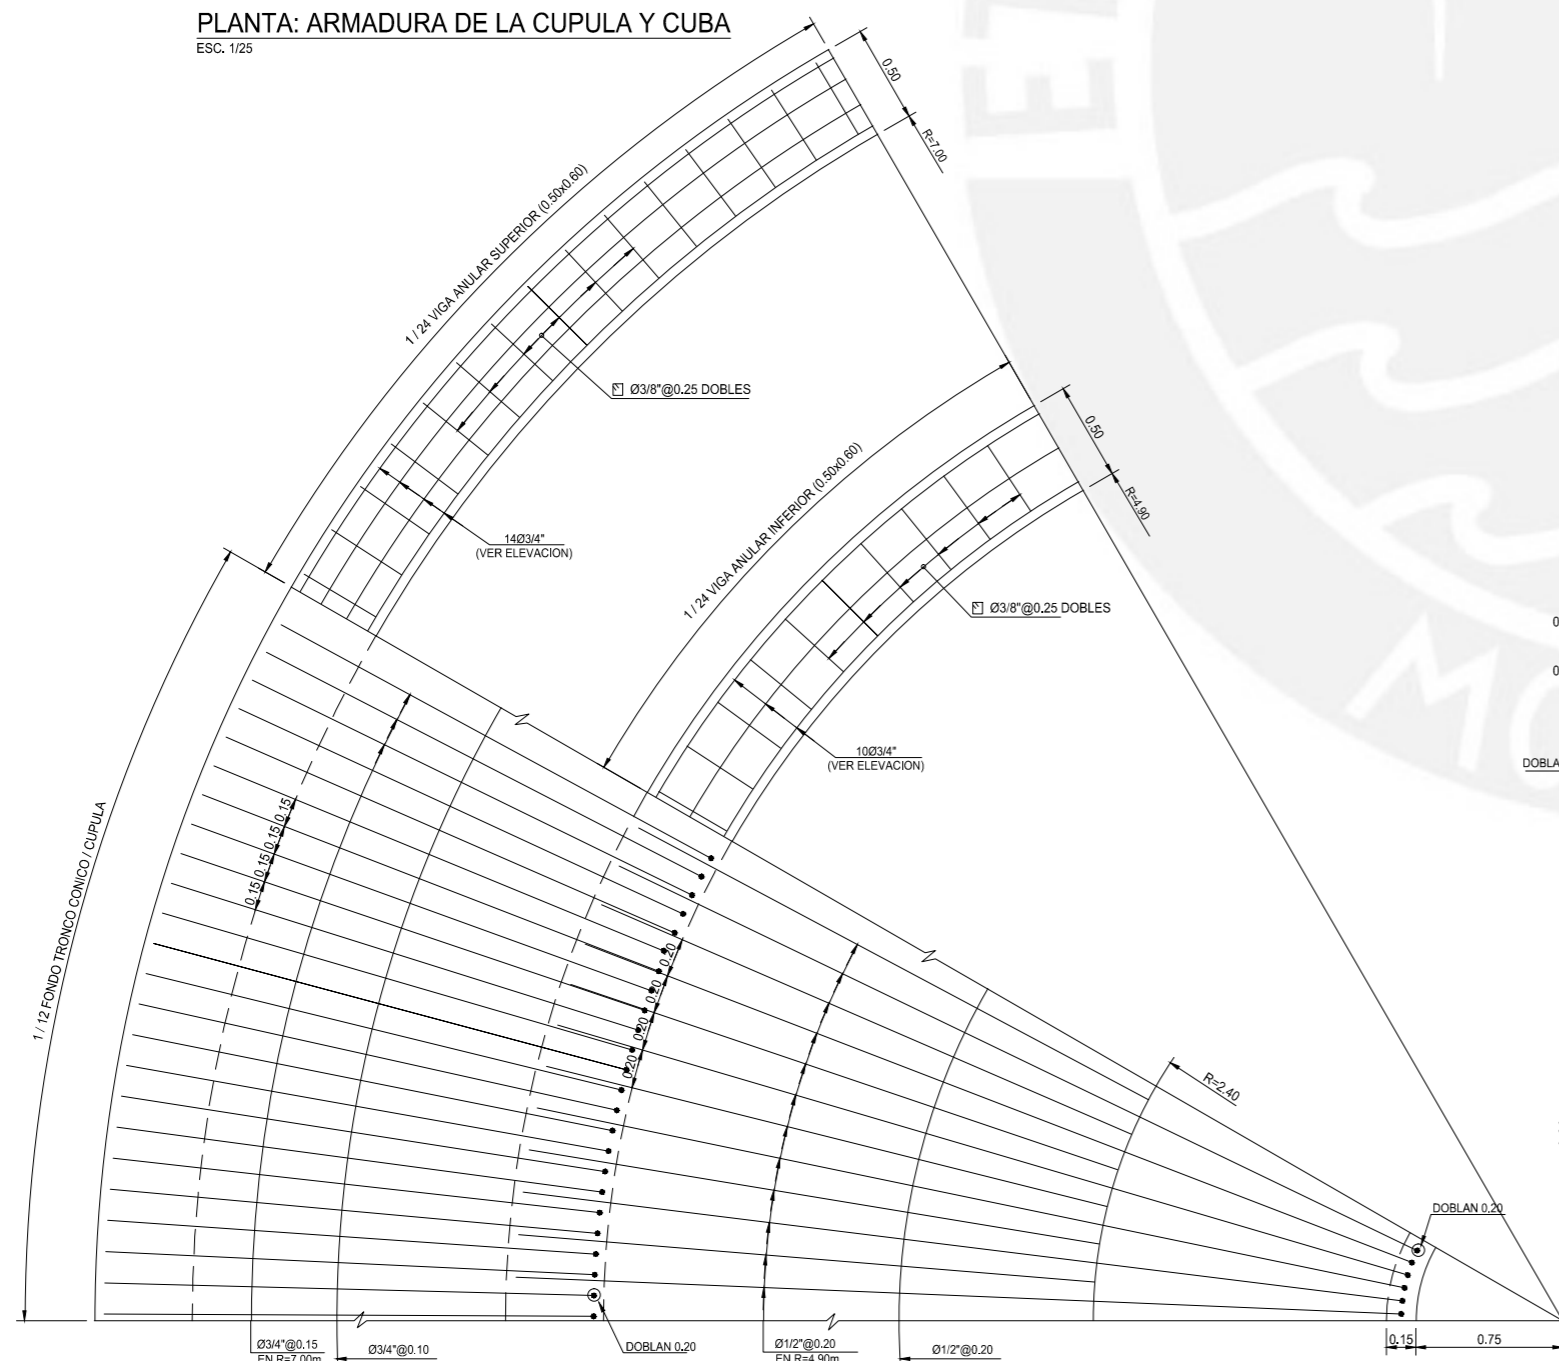 PLANTA: ARMADURA DE LA CUPULA Y CUBA
ESC. 1/25
0.50
R=7.00
1 / 24 VIGA ANULAR SUPERIOR (0.50x0.60)
Ø3/8"@0.25 DOBLES
14Ø3/4"
(VER ELEVACION)
0.50
R=4.90
1 / 24 VIGA ANULAR INFERIOR (0.50x0.60)
Ø3/8"@0.25 DOBLES
10Ø3/4"
(VER ELEVACION)
1 / 12 FONDO TRONCO CONICO / CUPULA
0.15
0.15
0.15
0.15
0.20
0.20
0.20
0.20
R=2.40
DOBLAN 0.20
0.15
0.75
Ø3/4"@0.15
EN R=7.00m
Ø3/4"@0.10
DOBLAN 0.20
Ø1/2"@0.20
EN R=4.90m
Ø1/2"@0.20